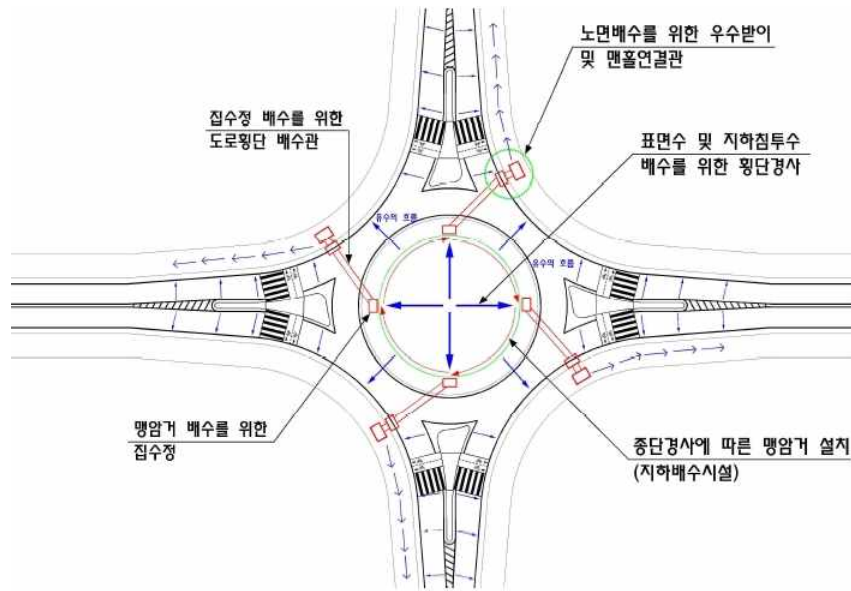 노면배수를 위한 우수받이
및 맨홀연결관
집수정 배수를 위한
도로횡단 배수관
표면수 및 지하침투수
배수를 위한 횡단경사
유수의 흐름
유수의 흐름
맹암거 배수를 위한
집수정
종단경사에 따른 맹암거 설치
(지하배수시설)